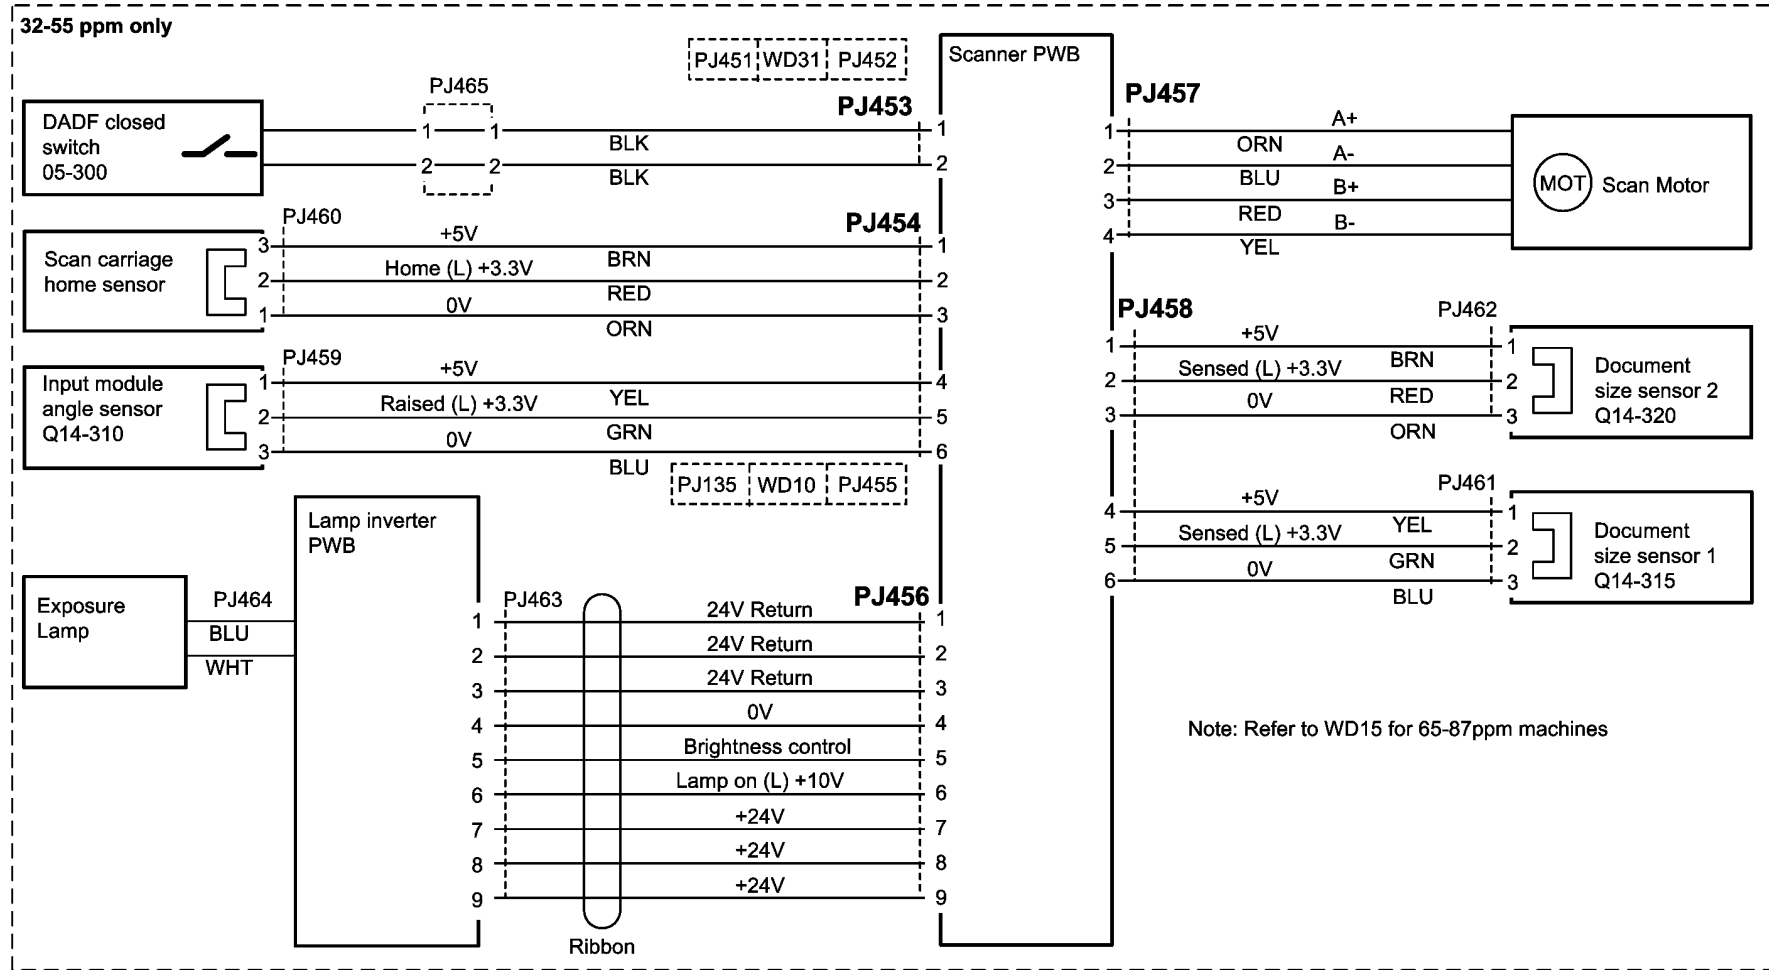 32-55 ppm only
PJ451 WD31 PJ452
Scanner PWB
PJ465
PJ453
DADF closed
switch
05-300
1 1 BLK 1
2 2 BLK 2
PJ460
PJ454
Scan carriage
home sensor
3 +5V BRN 1
2 Home (L) +3.3V RED 2
1 0V ORN 3
PJ459
Input module
angle sensor
Q14-310
1 +5V YEL 4
2 Raised (L) +3.3V GRN 5
3 0V BLU 6
PJ135 WD10 PJ455
Lamp inverter
PWB
Exposure
Lamp
PJ464
BLU
WHT
PJ463
PJ456
1 24V Return 1
2 24V Return 2
3 24V Return 3
4 0V 4
5 Brightness control 5
6 Lamp on (L) +10V 6
7 +24V 7
8 +24V 8
9 +24V 9
Ribbon
PJ457
1 A+ ORN
2 A- BLU
3 B+ RED
4 B- YEL
MOT Scan Motor
PJ458
PJ462
1 +5V BRN 1
2 Sensed (L) +3.3V RED 2
3 0V ORN 3
Document
size sensor 2
Q14-320
PJ461
4 +5V YEL 1
5 Sensed (L) +3.3V GRN 2
6 0V BLU 3
Document
size sensor 1
Q14-315
Note: Refer to WD15 for 65-87ppm machines